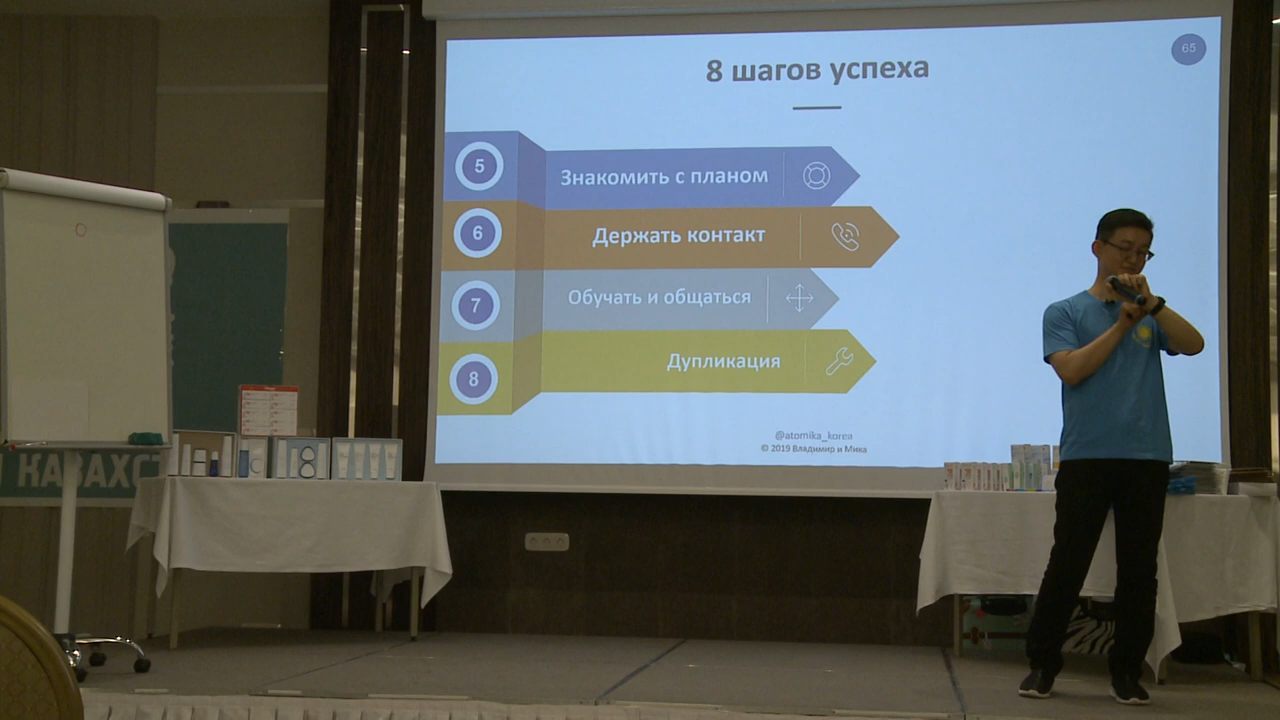 8 шагов успеха
65
5
Знакомить с планом
6
Держать контакт
7
Обучать и общаться
8
Дупликация
@atomika_korea
© 2019 Владимир и Мика
КАЗАХСТ